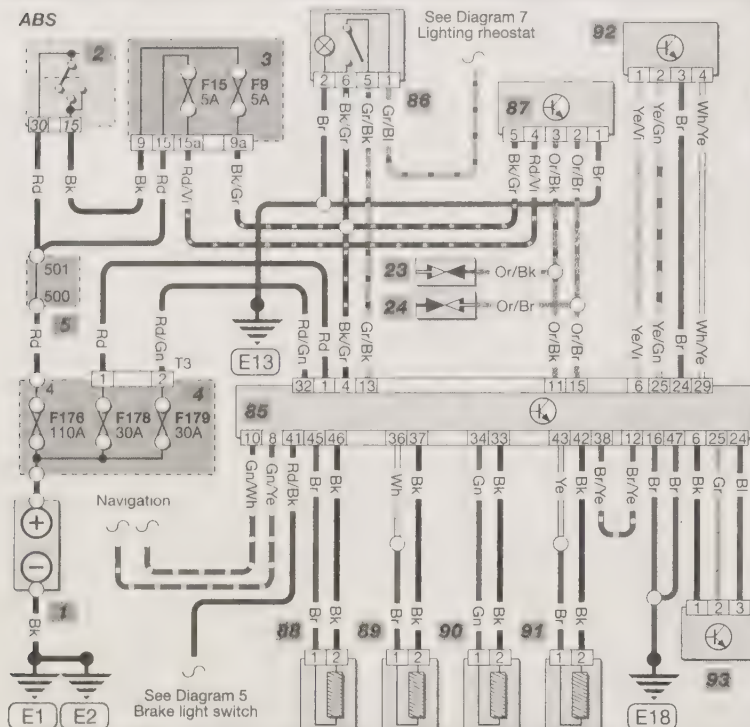 ABS
2
3
F15
5A
F9
5A
30 15
9 15 15a 9a
See Diagram 7
Lighting rheostat
2 6 5 1
86
87
5 4 3 2 1
92
1 2 3 4
Rd
Bk
Bk
Rd
Rd/Vi
Bk/Gr
Br
Bk/Gr
Gr/Bk
Gr/Bl
Bk/Gr
Rd/Vi
Or/Bk
Or/Br
Br
Ye/Vi
Ye/Gn
Br
Wh/Ye
501
500
5
23
Or/Bk
24
Or/Br
Rd
Rd
Rd/Gn
E13
Rd/Gn
Rd
Bk/Gr
Gr/Bk
Or/Bk
Or/Br
Ye/Vi
Ye/Gn
Br
Wh/Ye
T3
4
1
2
4
F176
110A
F178
30A
F179
30A
32 1 4 13
11 15
6 25 24 29
85
10 8 41 45 46
36 37
34 33
43 42 38 12 16 47 6 25 24
Gn/Wh
Gn/Ye
Rd/Bk
Br
Bk
Wh
Bk
Gn
Bk
Ye
Bk
Br/Ye
Br/Ye
Br
Br
Bk
Gr
Bl
Navigation
1
Bk
Br
Bk
Br
Bk
Gn
Bk
Br
Bk
88
89
90
91
1 2
1 2
1 2
1 2
1 2 3
93
E1
E2
See Diagram 5
Brake light switch
E18